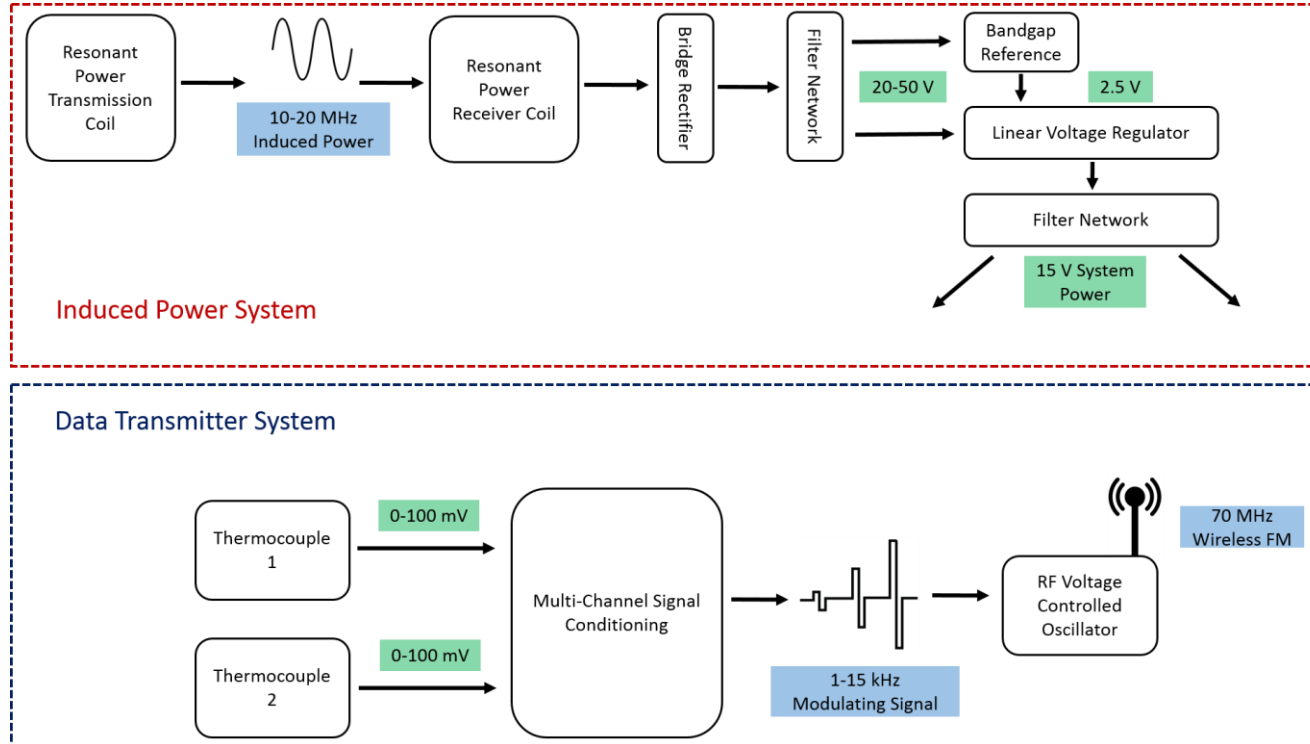 Resonant
Power
Transmission
Coil
10-20 MHz
Induced Power
Resonant
Power
Receiver Coil
Bridge Rectifier
Filter Network
20-50 V
Bandgap
Reference
2.5 V
Linear Voltage Regulator
Filter Network
15 V System
Power
Induced Power System
Data Transmitter System
Thermocouple
1
0-100 mV
Thermocouple
2
0-100 mV
Multi-Channel Signal
Conditioning
1-15 kHz
Modulating Signal
RF Voltage
Controlled
Oscillator
70 MHz
Wireless FM